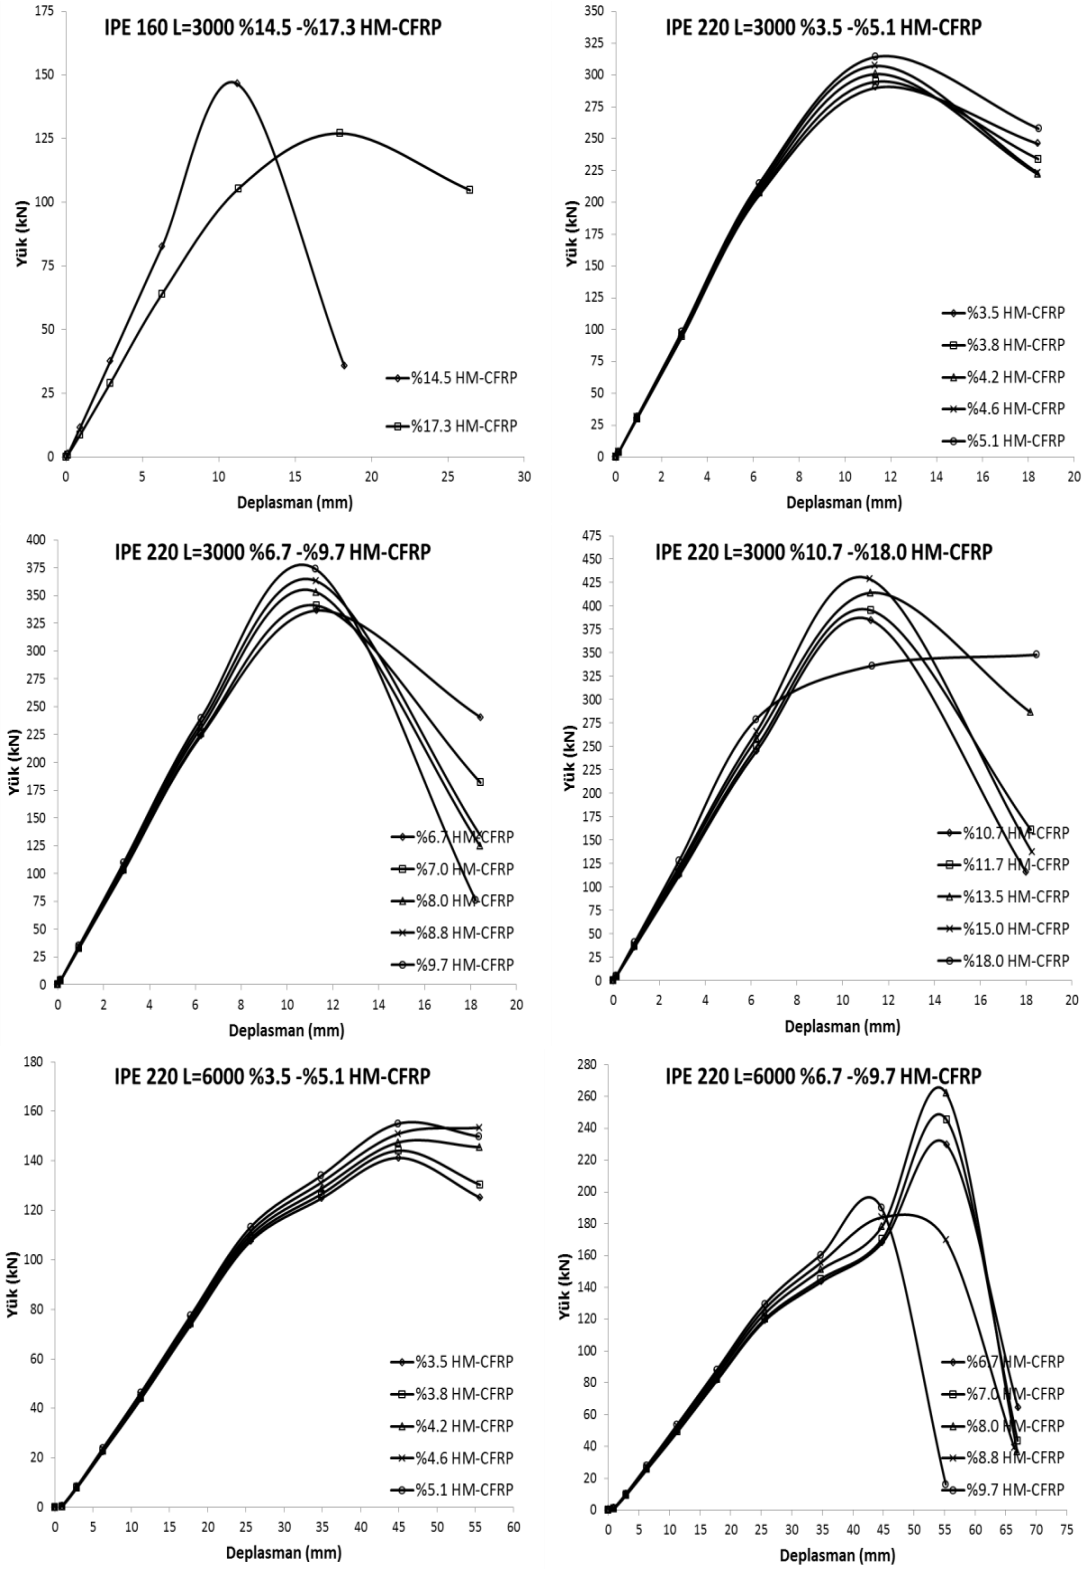 IPE 160 L=3000 %14.5 -%17.3 HM-CFRP
175
150
125
100
75
50
25
0
Yük (kN)
0 5 10 15 20 25 30
Deplasman (mm)
%14.5 HM-CFRP
%17.3 HM-CFRP
IPE 220 L=3000 %3.5 -%5.1 HM-CFRP
350
325
300
275
250
225
200
175
150
125
100
75
50
25
0
Yük (kN)
0 2 4 6 8 10 12 14 16 18 20
Deplasman (mm)
%3.5 HM-CFRP
%3.8 HM-CFRP
%4.2 HM-CFRP
%4.6 HM-CFRP
%5.1 HM-CFRP
IPE 220 L=3000 %6.7 -%9.7 HM-CFRP
400
375
350
325
300
275
250
225
200
175
150
125
100
75
50
25
0
Yük (kN)
0 2 4 6 8 10 12 14 16 18 20
Deplasman (mm)
%6.7 HM-CFRP
%7.0 HM-CFRP
%8.0 HM-CFRP
%8.8 HM-CFRP
%9.7 HM-CFRP
IPE 220 L=3000 %10.7 -%18.0 HM-CFRP
475
450
425
400
375
350
325
300
275
250
225
200
175
150
125
100
75
50
25
0
Yük (kN)
0 2 4 6 8 10 12 14 16 18 20
Deplasman (mm)
%10.7 HM-CFRP
%11.7 HM-CFRP
%13.5 HM-CFRP
%15.0 HM-CFRP
%18.0 HM-CFRP
IPE 220 L=6000 %3.5 -%5.1 HM-CFRP
180
160
140
120
100
80
60
40
20
0
Yük (kN)
0 5 10 15 20 25 30 35 40 45 50 55 60
Deplasman (mm)
%3.5 HM-CFRP
%3.8 HM-CFRP
%4.2 HM-CFRP
%4.6 HM-CFRP
%5.1 HM-CFRP
IPE 220 L=6000 %6.7 -%9.7 HM-CFRP
280
260
240
220
200
180
160
140
120
100
80
60
40
20
0
Yük (kN)
0 5 10 15 20 25 30 35 40 45 50 55 60 65 70 75
Deplasman (mm)
%6.7 HM-CFRP
%7.0 HM-CFRP
%8.0 HM-CFRP
%8.8 HM-CFRP
%9.7 HM-CFRP